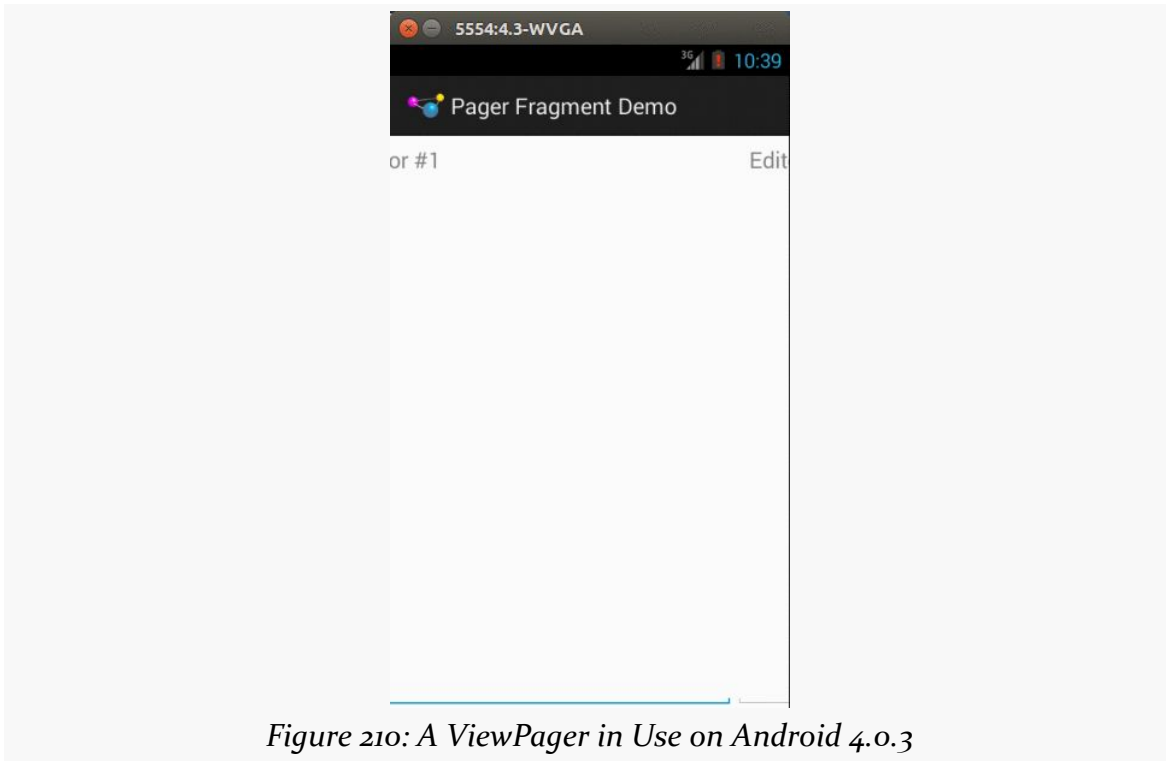 5554:4.3-WVGA
3G 10:39
Pager Fragment Demo
or #1 Edit
Figure 210: A ViewPager in Use on Android 4.0.3